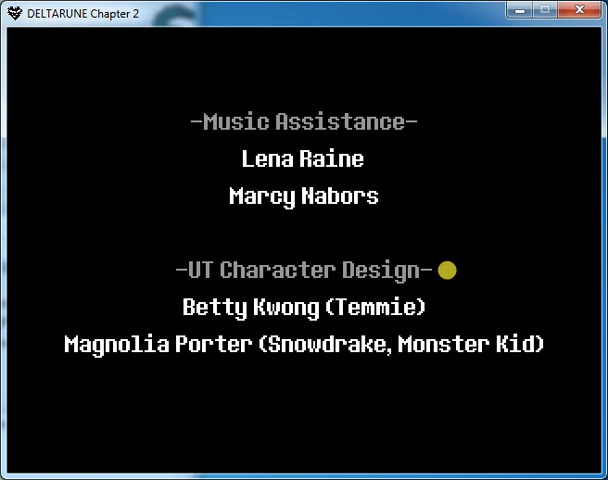 DELTARUNE Chapter 2
-Music Assistance-
Lena Raine
Marcy Nabors
-UT Character Design-
Betty Kwong (Temmie)
Magnolia Porter (Snowdrake, Monster Kid)